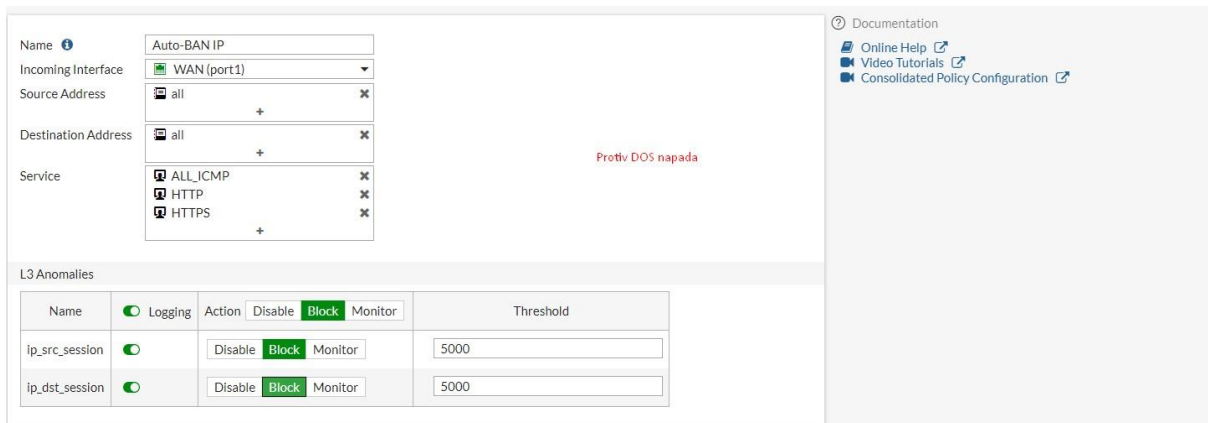 Name
Auto-BAN IP
Incoming Interface
WAN (port1)
Source Address
all
+
Destination Address
all
+
Service
ALL_ICMP
HTTP
HTTPS
+
Protiv DOS napada
Documentation
Online Help
Video Tutorials
Consolidated Policy Configuration
L3 Anomalies
Name Logging Action Disable Block Monitor Threshold
ip_src_session Disable Block Monitor 5000
ip_dst_session Disable Block Monitor 5000